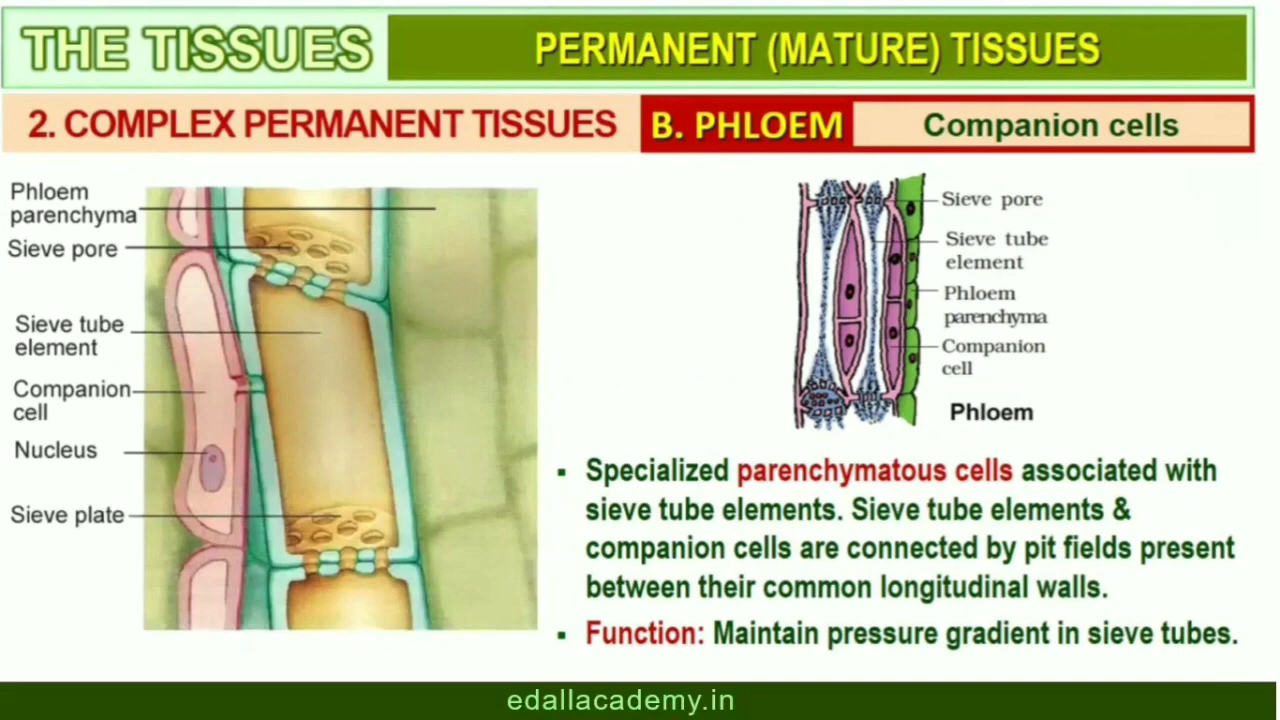 THE TISSUES
PERMANENT (MATURE) TISSUES
2. COMPLEX PERMANENT TISSUES
B. PHLOEM
Companion cells
Phloem
parenchyma
Sieve pore
Sieve tube
element
Companion
cell
Nucleus
Sieve plate
Sieve pore
Sieve tube
element
Phloem
parenchyma
Companion
cell
Phloem
▪ Specialized parenchymatous cells associated with
sieve tube elements. Sieve tube elements &
companion cells are connected by pit fields present
between their common longitudinal walls.
▪ Function: Maintain pressure gradient in sieve tubes.
edallacademy.in